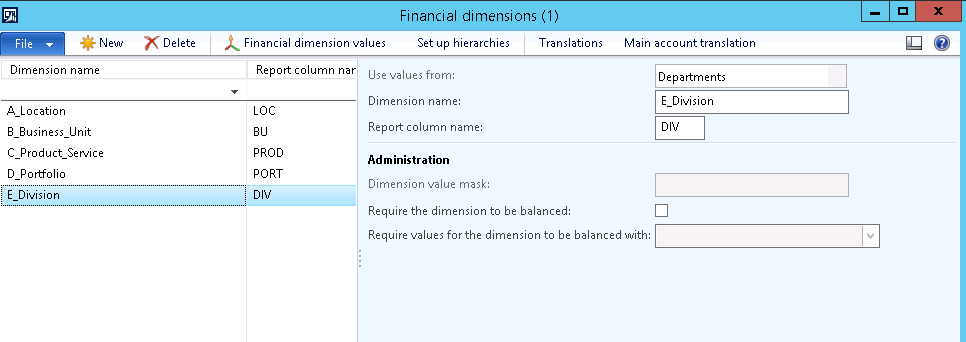 Financial dimensions (1)
File New Delete Financial dimension values Set up hierarchies Translations Main account translation
Dimension name Report column nar
A_Location LOC
B_Business_Unit BU
C_Product_Service PROD
D_Portfolio PORT
E_Division DIV
Use values from: Departments
Dimension name: E_Division
Report column name: DIV
Administration
Dimension value mask:
Require the dimension to be balanced:
Require values for the dimension to be balanced with: